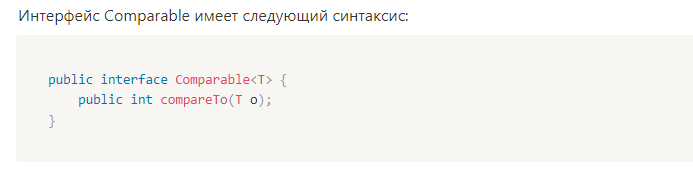 Интерфейс Comparable имеет следующий синтаксис:
public interface Comparable<T> {
    public int compareTo(T o);
}